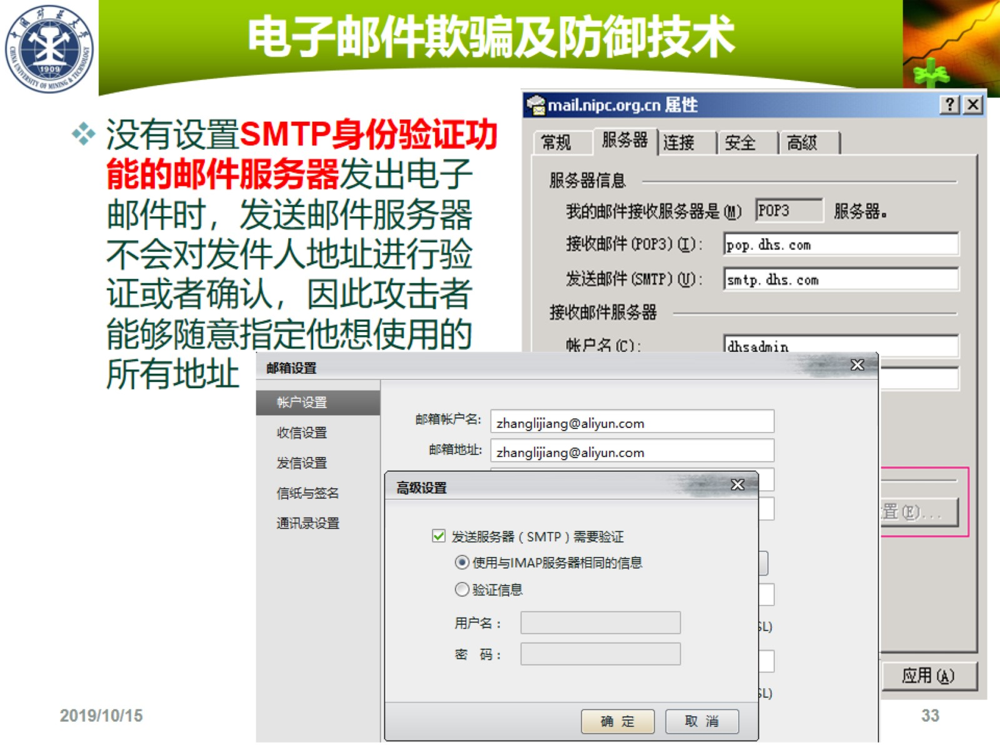 中国矿业大学
CHINA UNIVERSITY OF MINING & TECHNOLOGY
1909
电子邮件欺骗及防御技术
没有设置SMTP身份验证功
能的邮件服务器发出电子
邮件时，发送邮件服务器
不会对发件人地址进行验
证或者确认，因此攻击者
能够随意指定他想使用的
所有地址
mail.nipc.org.cn 属性
常规 服务器 连接 安全 高级
服务器信息
我的邮件接收服务器是(M) POP3 服务器。
接收邮件(POP3)(I): pop.dhs.com
发送邮件(SMTP)(U): smtp.dhs.com
接收邮件服务器
帐户名(C): dhsadmin
置(E)...
应用(A)
邮箱设置
帐户设置
收信设置
发信设置
信纸与签名
通讯录设置
邮箱帐户名: zhanglijiang@aliyun.com
邮箱地址: zhanglijiang@aliyun.com
SL)
SL)
高级设置
发送服务器（SMTP）需要验证
使用与IMAP服务器相同的信息
验证信息
用户名：
密 码：
确 定 取 消
2019/10/15
33